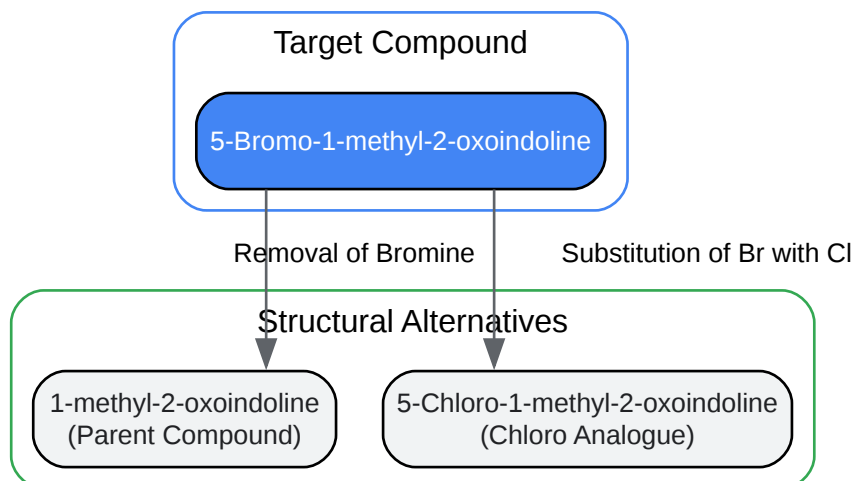 Target Compound
5-Bromo-1-methyl-2-oxoindoline
Removal of Bromine
Substitution of Br with Cl
Structural Alternatives
1-methyl-2-oxoindoline
(Parent Compound)
5-Chloro-1-methyl-2-oxoindoline
(Chloro Analogue)